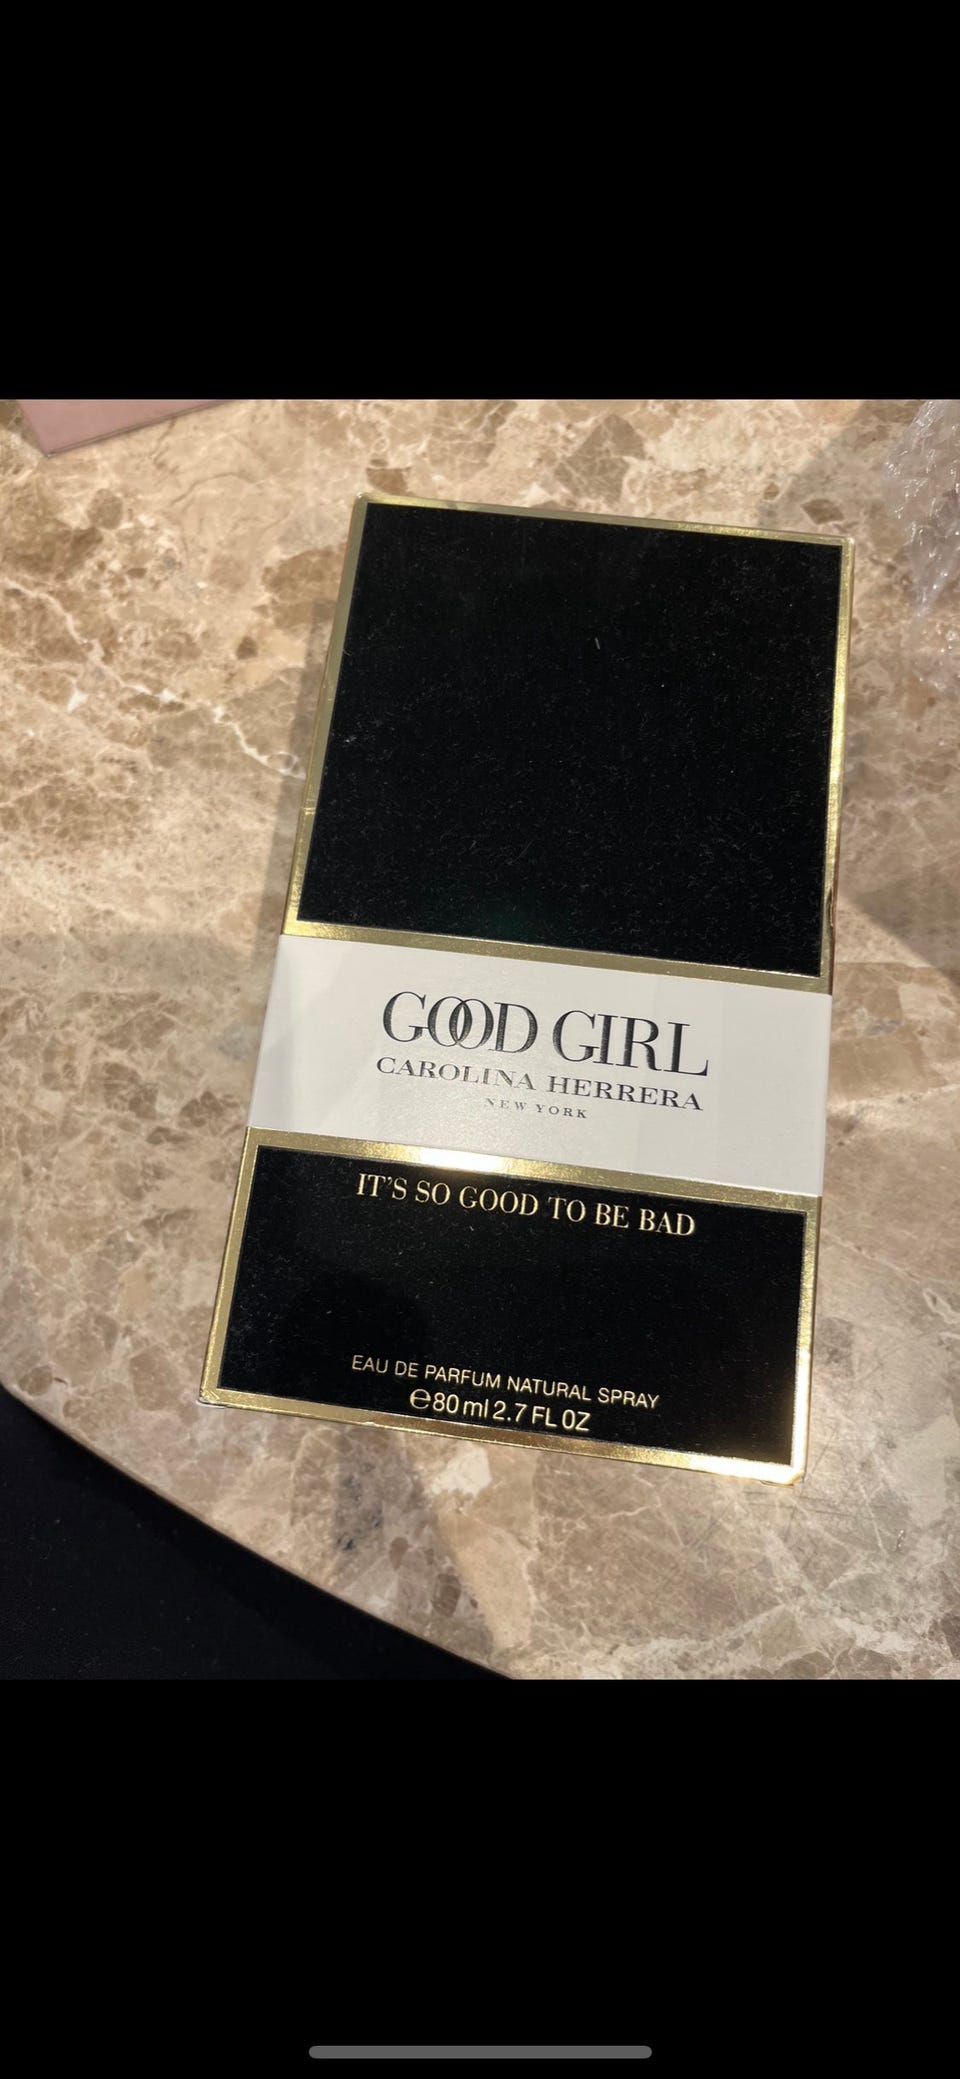 GOOD GIRL
CAROLINA HERRERA
NEW YORK
IT'S SO GOOD TO BE BAD
EAU DE PARFUM NATURAL SPRAY
℮80 ml 2.7 FL OZ